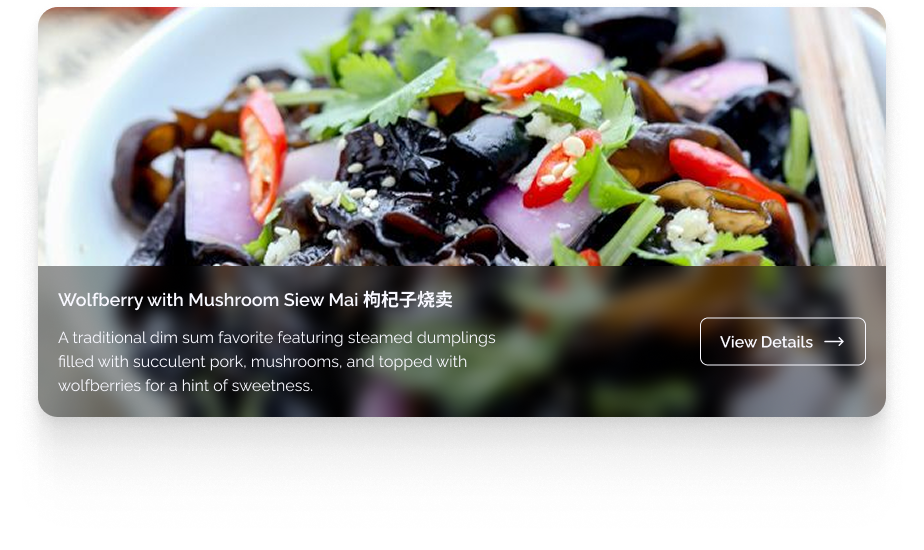 Wolfberry with Mushroom Siew Mai 枸杞子烧卖
A traditional dim sum favorite featuring steamed dumplings
filled with succulent pork, mushrooms, and topped with
wolfberries for a hint of sweetness.
View Details